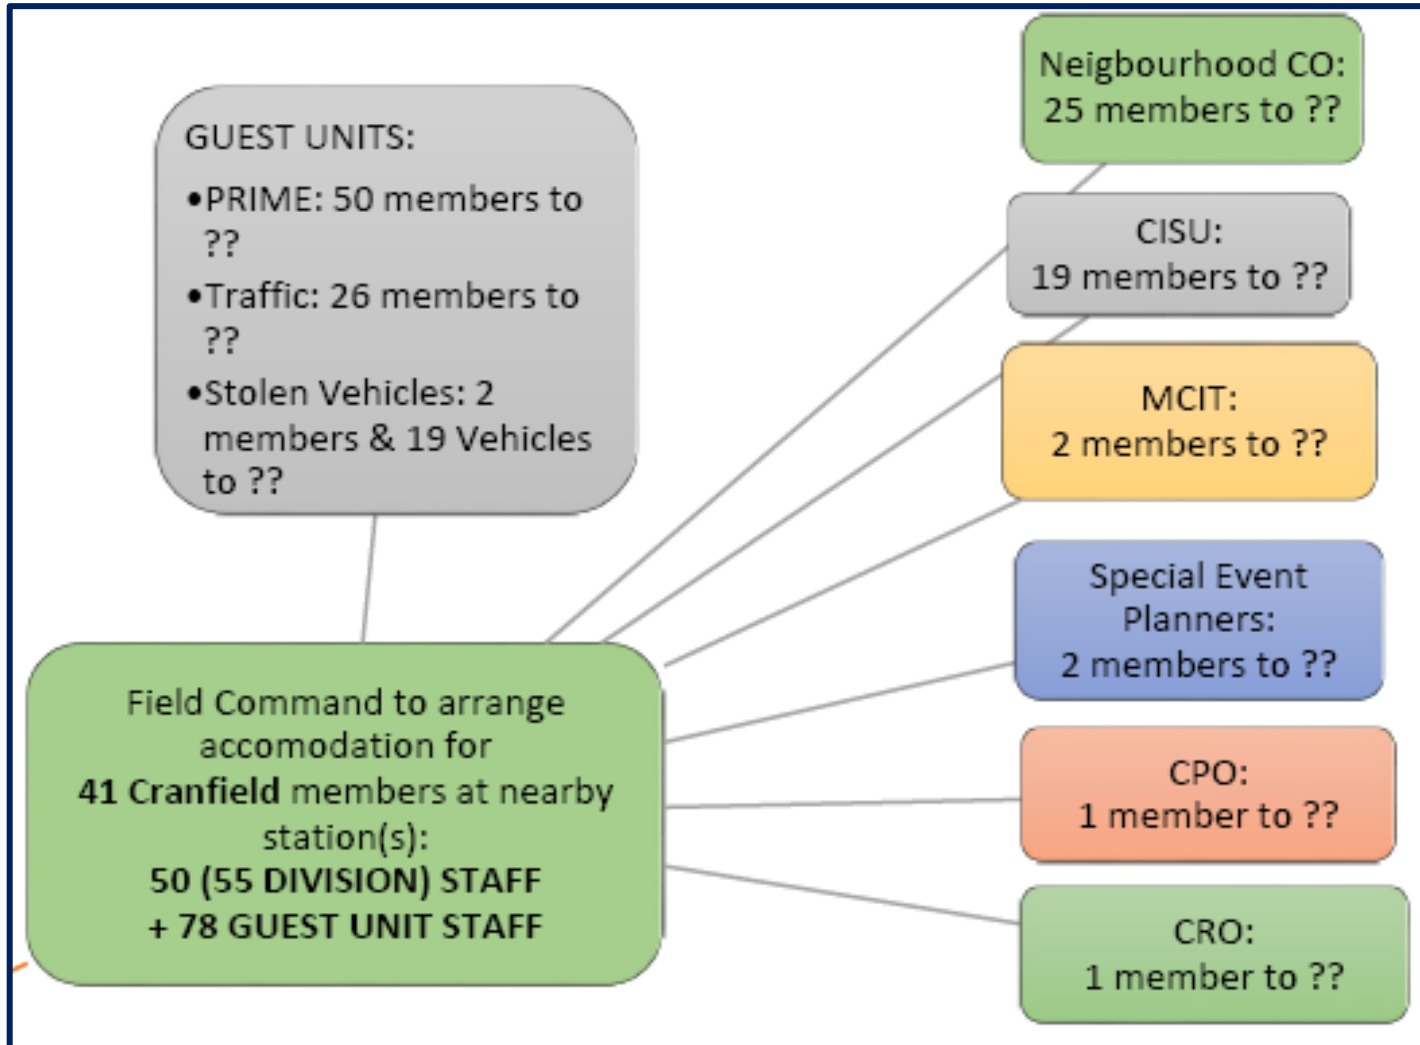 GUEST UNITS:
•PRIME: 50 members to
??
•Traffic: 26 members to
??
•Stolen Vehicles: 2
members & 19 Vehicles
to ??
Field Command to arrange
accomodation for
41 Cranfield members at nearby
station(s):
50 (55 DIVISION) STAFF
+ 78 GUEST UNIT STAFF
Neigbourhood CO:
25 members to ??
CISU:
19 members to ??
MCIT:
2 members to ??
Special Event
Planners:
2 members to ??
CPO:
1 member to ??
CRO:
1 member to ??